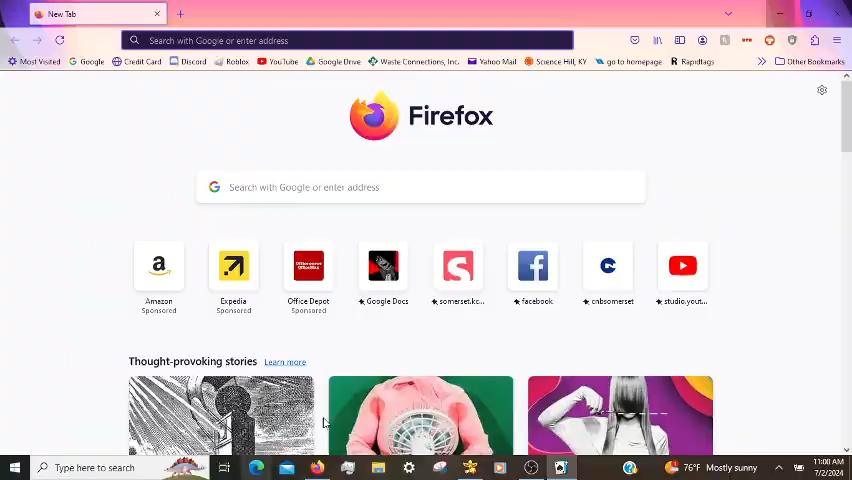 New Tab
Search with Google or enter address
Most Visited Google Credit Card Discord Roblox YouTube Google Drive Waste Connections, Inc. Yahoo Mail Science Hill, KY go to homepage Rapidtags Other Bookmarks
Firefox
Search with Google or enter address
Amazon Expedia Office Depot Google Docs somerset.kc... facebook cnbsomerset studio.yout...
Sponsored Sponsored Sponsored
Thought-provoking stories Learn more
Type here to search 76°F Mostly sunny 11:00 AM
7/2/2024